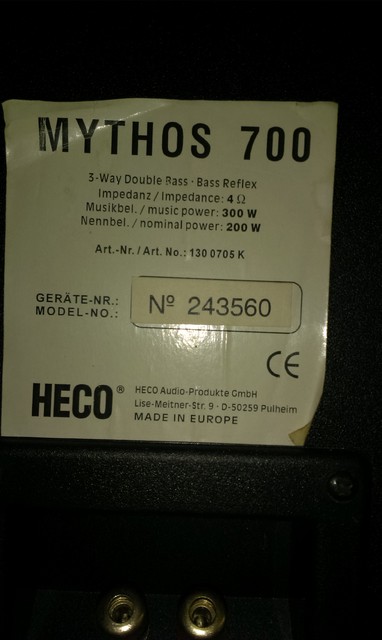 MYTHOS 700
3-Way Double Bass · Bass Reflex
Impedanz / Impedance: 4 Ω
Musikbel. / music power: 300 W
Nennbel. / nominal power: 200 W
Art.-Nr. / Art. No.: 130 0705 K
GERÄTE-NR.:
MODEL-NO.:
Nº 243560
CE
HECO®
HECO Audio-Produkte GmbH
Lise-Meitner-Str. 9 · D-50259 Pulheim
MADE IN EUROPE